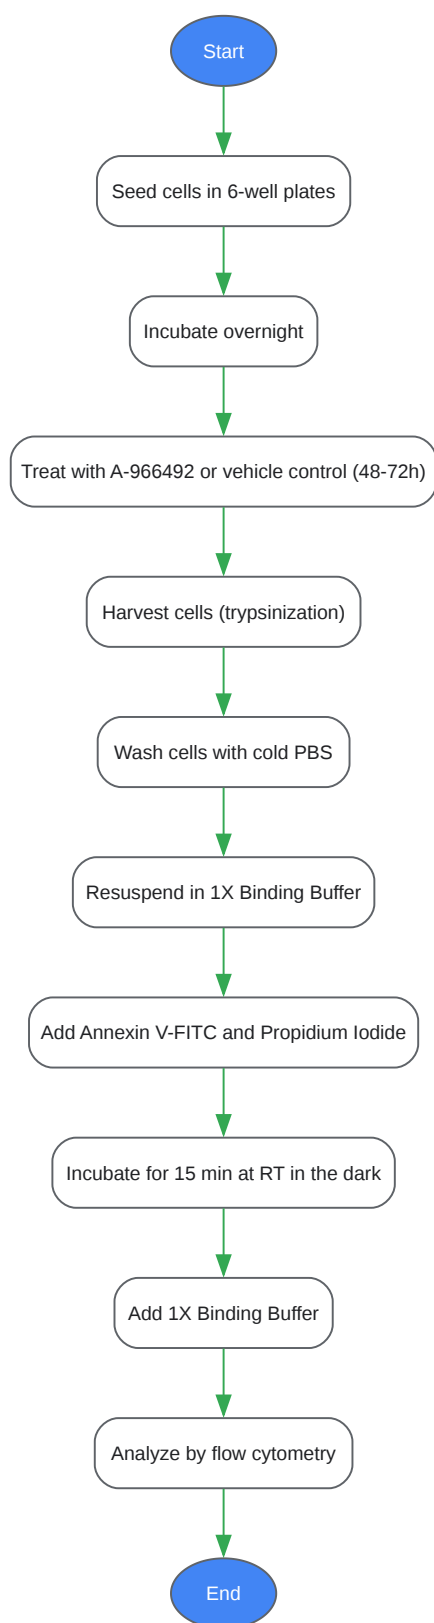 Start
Seed cells in 6-well plates
Incubate overnight
Treat with A-966492 or vehicle control (48-72h)
Harvest cells (trypsinization)
Wash cells with cold PBS
Resuspend in 1X Binding Buffer
Add Annexin V-FITC and Propidium Iodide
Incubate for 15 min at RT in the dark
Add 1X Binding Buffer
Analyze by flow cytometry
End